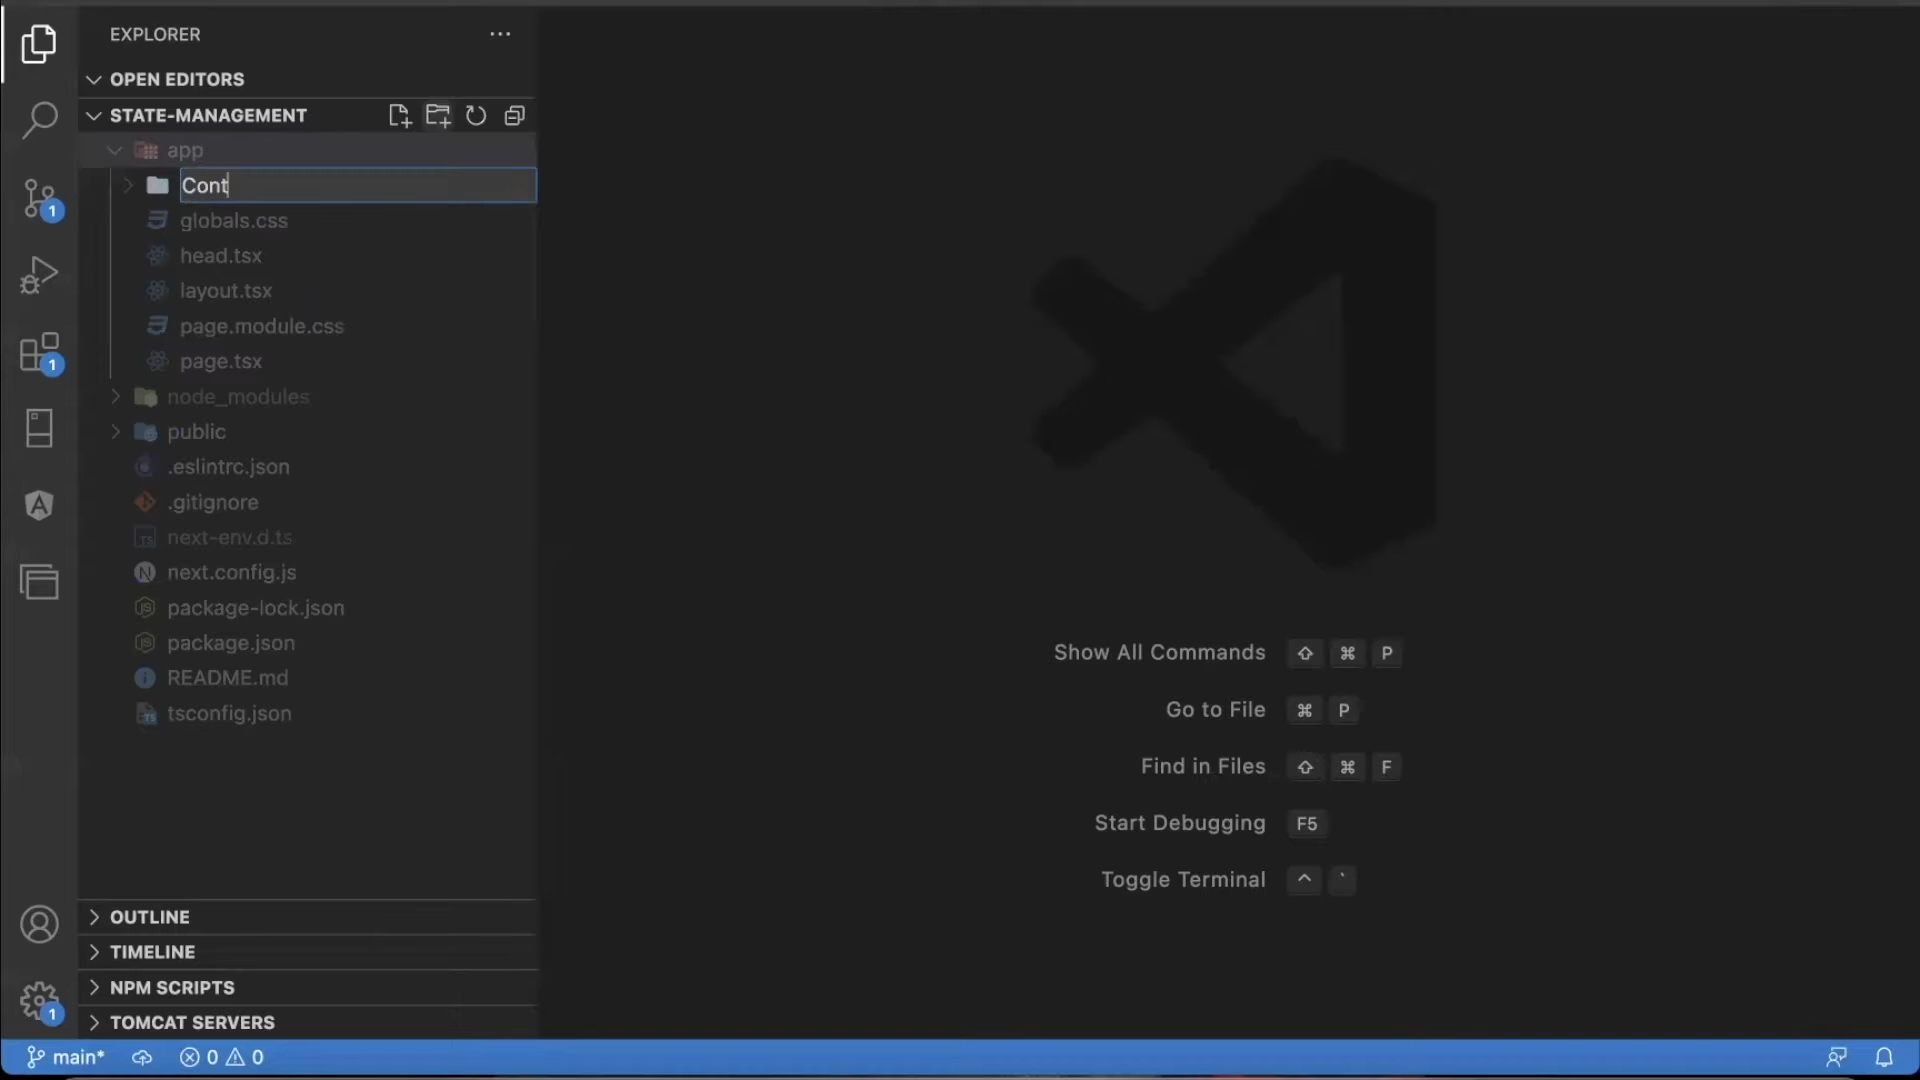 EXPLORER
OPEN EDITORS
STATE-MANAGEMENT
app
Cont
globals.css
head.tsx
layout.tsx
page.module.css
page.tsx
node_modules
public
.eslintrc.json
.gitignore
next-env.d.ts
next.config.js
package-lock.json
package.json
README.md
tsconfig.json
OUTLINE
TIMELINE
NPM SCRIPTS
TOMCAT SERVERS
1
1
1
Show All Commands ⇧ ⌘ P
Go to File ⌘ P
Find in Files ⇧ ⌘ F
Start Debugging F5
Toggle Terminal ^ `
main* 0 0